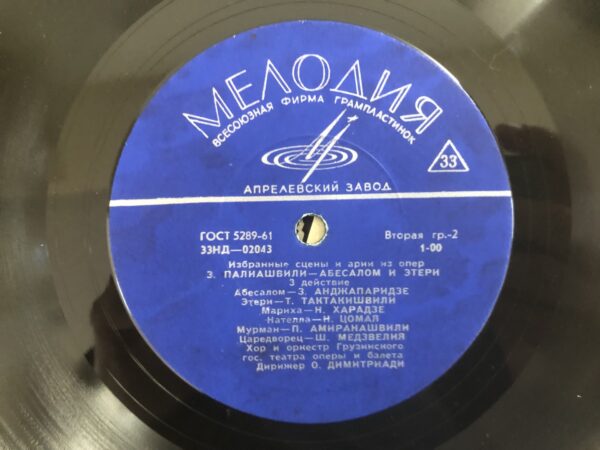 МЕЛОДИЯ
ВСЕСОЮЗНАЯ ФИРМА ГРАМПЛАСТИНОК
33
АПРЕЛЕВСКИЙ ЗАВОД
ГОСТ 5289-61 Вторая гр.-2
33НД—02043 1-00
Избранные сцены и арии из опер
З. ПАЛИАШВИЛИ—АБЕСАЛОМ И ЭТЕРИ
3 действие
Абесалом—З. АНДЖАПАРИДЗЕ
Этери—Т. ТАКТАКИШВИЛИ
Мариха—Н. ХАРАДЗЕ
Натэлла—Н. ЦОМАЯ
Мурман—П. АМИРАНАШВИЛИ
Царедворец—Ш. МЕДЗВЕЛИЯ
Хор и оркестр Грузинского
гос. театра оперы и балета
Дирижер О. ДИМИТРИАДИ